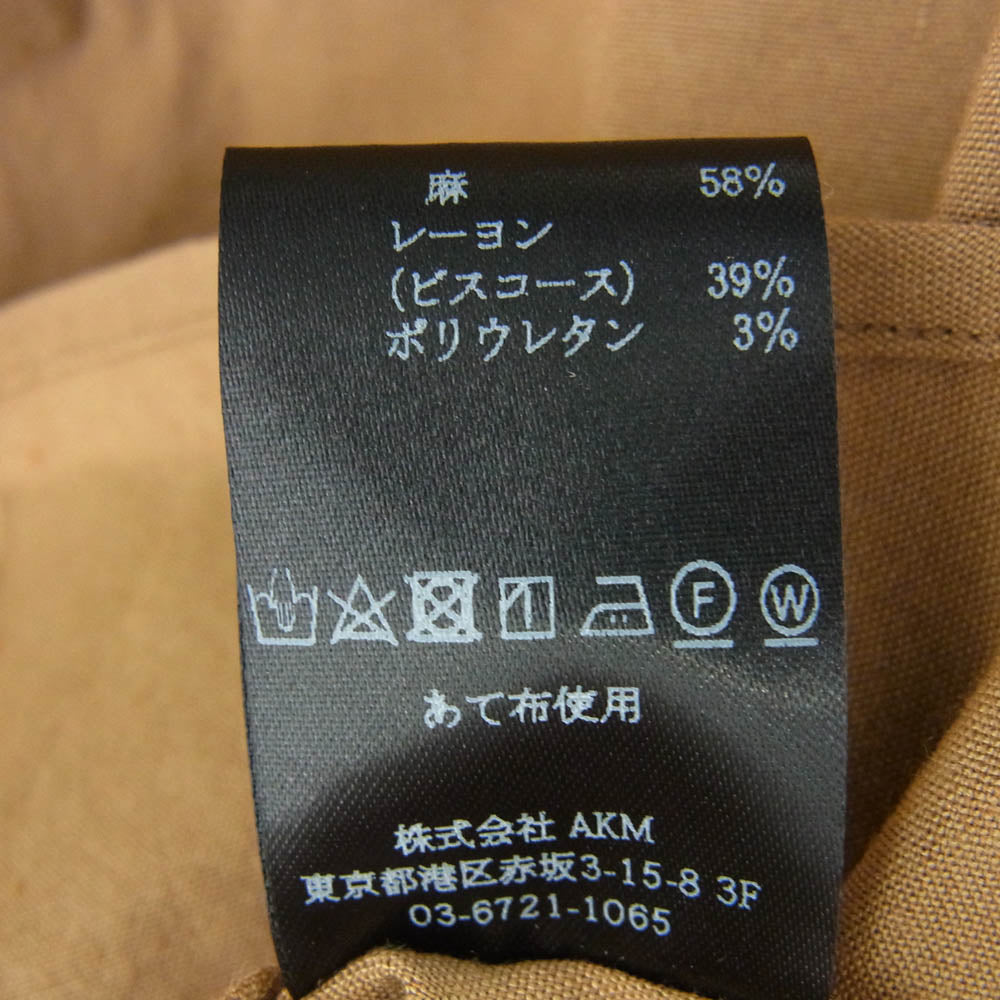 麻 58%
レーヨン
(ビスコース) 39%
ポリウレタン 3%
F W
あて布使用
株式会社 AKM
東京都港区赤坂3-15-8 3F
03-6721-1065